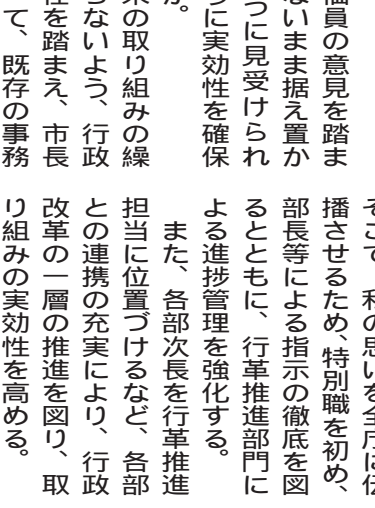 員の意見を踏ま
いまま据え置か
つに見受けられ
に実効性を確保
か。
の取り組みの繰
らないよう、行政
性を踏まえ、市長
て、既存の事務
そこで、私の思いを全庁に伝
播させるため、特別職を初め、
部長等による指示の徹底を図
るとともに、行革推進部門に
よる進捗管理を強化する。
また、各部次長を行革推進
担当に位置づけるなど、各部
との連携の充実により、行政
改革の一層の推進を図り、取
り組みの実効性を高める。